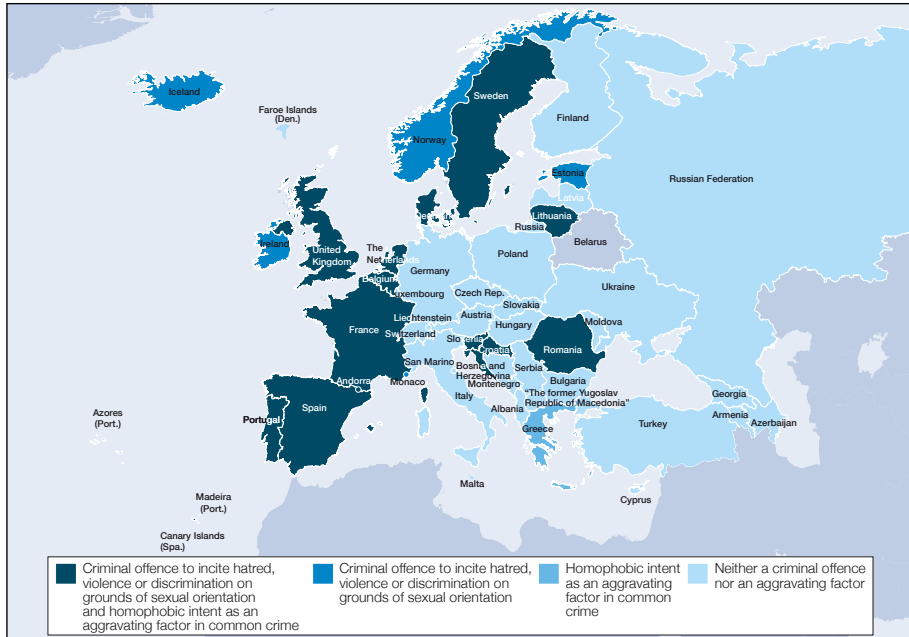 Iceland
Faroe Islands
(Den.)
Sweden
Norway
Finland
Russian Federation
Estonia
Latvia
Lithuania
Russia
Belarus
Denmark
Ireland
United
Kingdom
The
Netherlands
Belgium
Luxembourg
Germany
Poland
Czech Rep.
Slovakia
Ukraine
Liechtenstein
Austria
Hungary
Moldova
France
Switzerland
Slovenia
Croatia
Romania
San Marino
Bosnia and
Herzegovina
Serbia
Montenegro
Bulgaria
Andorra
Monaco
Italy
"The former Yugoslav
Republic of Macedonia"
Albania
Greece
Portugal
Spain
Georgia
Armenia
Azerbaijan
Turkey
Azores
(Port.)
Malta
Cyprus
Madeira
(Port.)
Canary Islands
(Spa.)
Criminal offence to incite hatred,
violence or discrimination on
grounds of sexual orientation
and homophobic intent as an
aggravating factor in common crime
Criminal offence to incite hatred,
violence or discrimination on
grounds of sexual orientation
Homophobic intent
as an aggravating
factor in common
crime
Neither a criminal offence
nor an aggravating factor